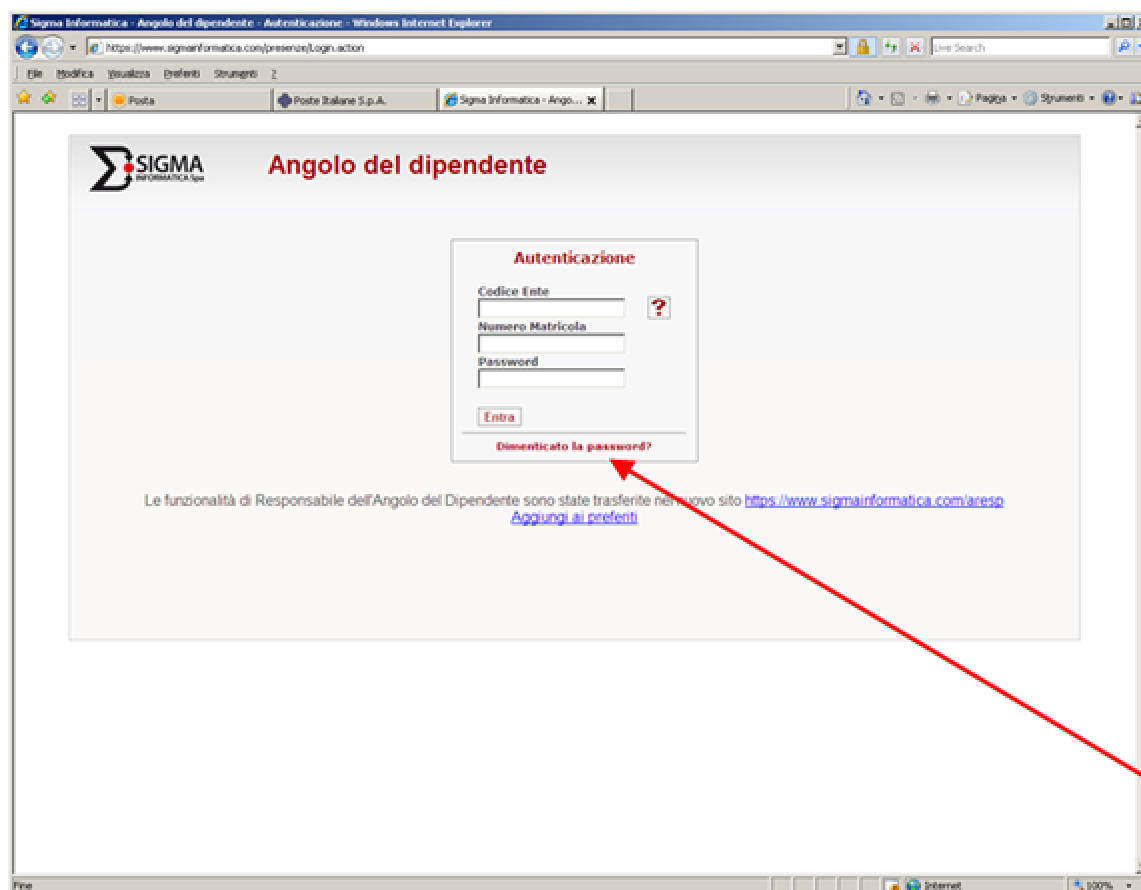 Sigma Informatica - Angolo del dipendente - Autenticazione - Windows Internet Explorer
https://www.sigmainformatica.com/presenze/Login.action
Live Search
File Modifica Visualizza Preferiti Strumenti ?
Posta
Poste Italiane S.p.A.
Sigma Informatica - Ango...
Pagina
Strumenti
SIGMA
INFORMATICA Spa
Angolo del dipendente
Autenticazione
Codice Ente
?
Numero Matricola
Password
Entra
Dimenticato la password?
Le funzionalità di Responsabile dell'Angolo del Dipendente sono state trasferite nel nuovo sito https://www.sigmainformatica.com/aresp
Aggiungi ai preferiti
Fine
Internet
100%